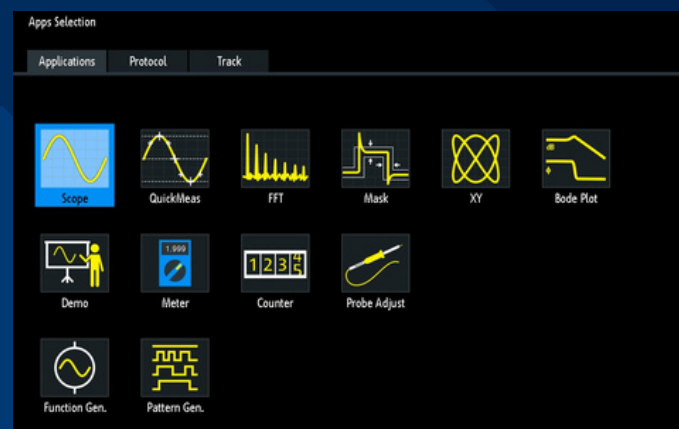 Apps Selection
Applications Protocol Track
Scope QuickMeas FFT Mask XY Bode Plot
dB
φ
1.999
1 2 3 4 5
Demo Meter Counter Probe Adjust
Function Gen. Pattern Gen.